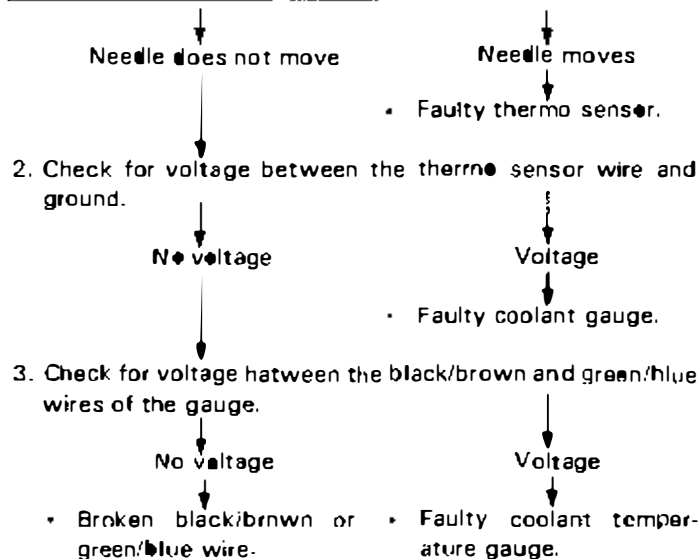 Needle does not move
Needle moves
• Faulty thermo sensor.
2. Check for voltage between the thermo sensor wire and
ground.
No voltage
Voltage
• Faulty coolant gauge.
3. Check for voltage hatween the black/brown and green/hlue
wires of the gauge.
No valtage
Voltage
• Broken black/brnwn or
green/blue wire.
• Faulty coolant temper-
ature gauge.